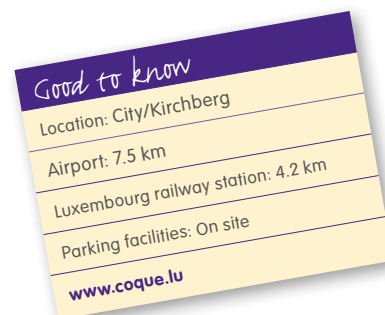 Good to know
Location: City/Kirchberg
Airport: 7.5 km
Luxembourg railway station: 4.2 km
Parking facilities: On site
www.coque.lu